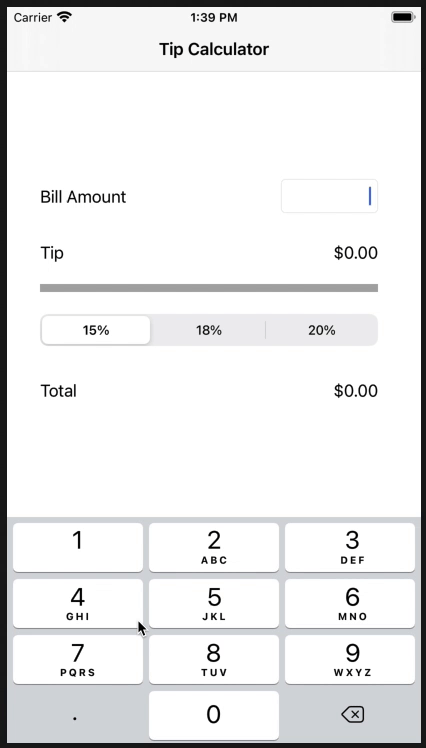 Carrier 1:39 PM
Tip Calculator
Bill Amount
Tip $0.00
15% 18% 20%
Total $0.00
1 2 3
ABC DEF
4 5 6
GHI JKL MNO
7 8 9
PQRS TUV WXYZ
. 0